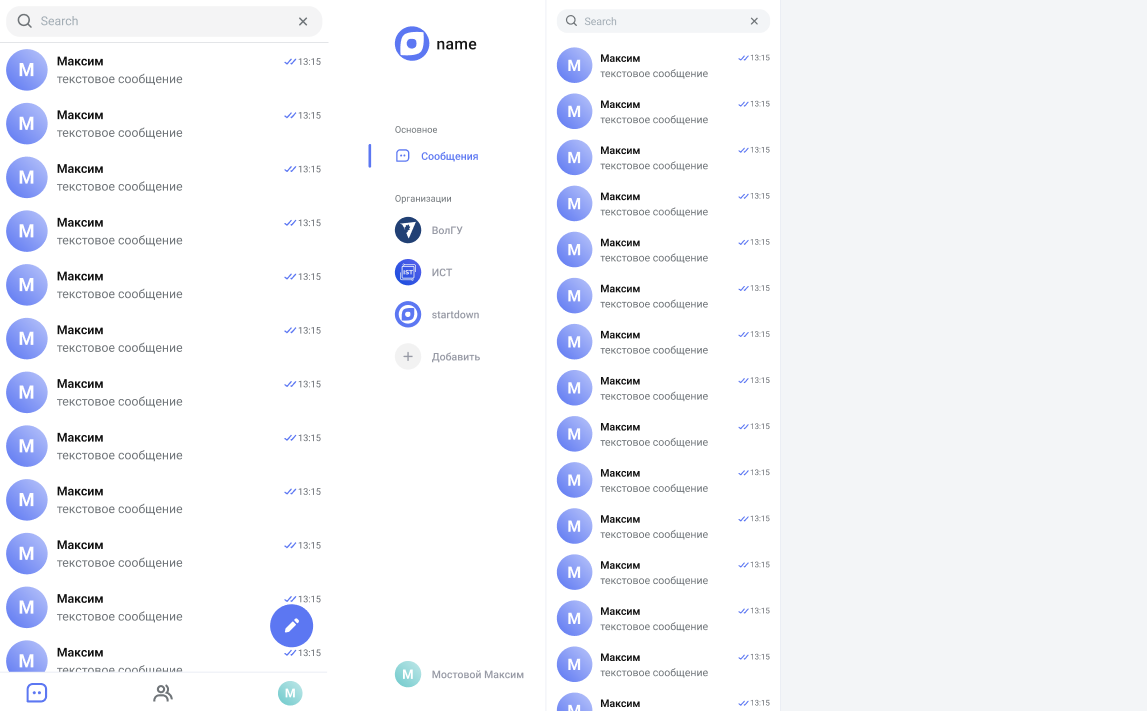 Search
М
Максим
13:15
текстовое сообщение
М
Максим
13:15
текстовое сообщение
М
Максим
13:15
текстовое сообщение
М
Максим
13:15
текстовое сообщение
М
Максим
13:15
текстовое сообщение
М
Максим
13:15
текстовое сообщение
М
Максим
13:15
текстовое сообщение
М
Максим
13:15
текстовое сообщение
М
Максим
13:15
текстовое сообщение
М
Максим
13:15
текстовое сообщение
М
Максим
13:15
текстовое сообщение
М
Максим
13:15
текстовое сообщение
М
name
Основное
Сообщения
Организации
ВолГУ
IST
ИСТ
startdown
Добавить
М
Мостовой Максим
Search
М
Максим
13:15
текстовое сообщение
М
Максим
13:15
текстовое сообщение
М
Максим
13:15
текстовое сообщение
М
Максим
13:15
текстовое сообщение
М
Максим
13:15
текстовое сообщение
М
Максим
13:15
текстовое сообщение
М
Максим
13:15
текстовое сообщение
М
Максим
13:15
текстовое сообщение
М
Максим
13:15
текстовое сообщение
М
Максим
13:15
текстовое сообщение
М
Максим
13:15
текстовое сообщение
М
Максим
13:15
текстовое сообщение
М
Максим
13:15
текстовое сообщение
М
Максим
13:15
текстовое сообщение
М
Максим
13:15